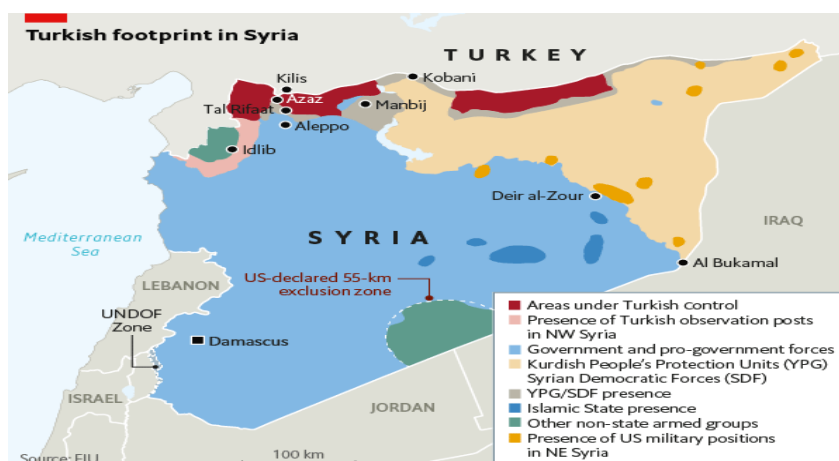 Turkish footprint in Syria
TURKEY
Kilis
Kobani
Azaz
Tal Rifaat
Manbij
Aleppo
Idlib
Deir al-Zour
SYRIA
IRAQ
Mediterranean
Sea
Al Bukamal
LEBANON
US-declared 55-km
exclusion zone
UNDOF
Zone
Damascus
ISRAEL
JORDAN
Areas under Turkish control
Presence of Turkish observation posts
in NW Syria
Government and pro-government forces
Kurdish People's Protection Units (YPG)
Syrian Democratic Forces (SDF)
YPG/SDF presence
Islamic State presence
Other non-state armed groups
Presence of US military positions
in NE Syria
100 km
Source: EIU